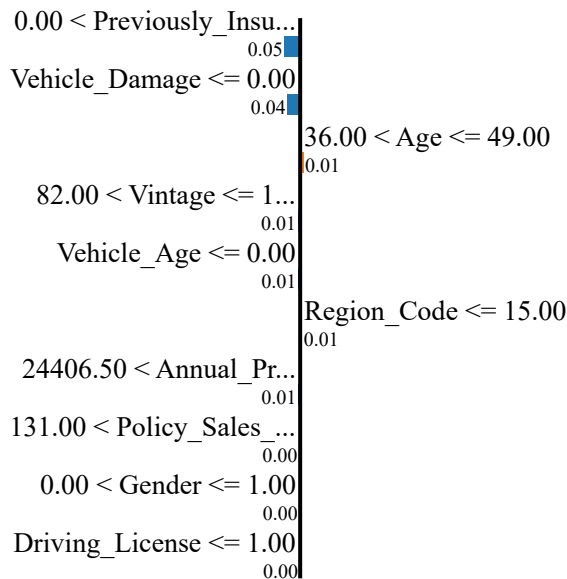 0.00 < Previously_Insu...
0.05
Vehicle_Damage <= 0.00
0.04
36.00 < Age <= 49.00
0.01
82.00 < Vintage <= 1...
0.01
Vehicle_Age <= 0.00
0.01
Region_Code <= 15.00
0.01
24406.50 < Annual_Pr...
0.01
131.00 < Policy_Sales_...
0.00
0.00 < Gender <= 1.00
0.00
Driving_License <= 1.00
0.00